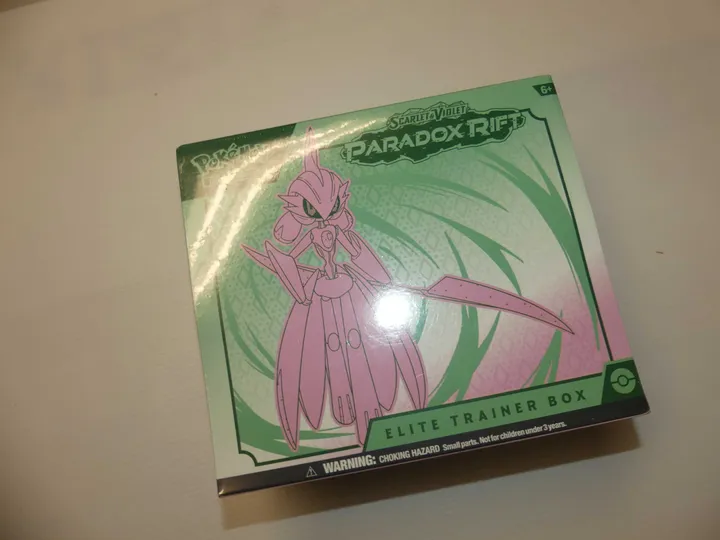 POKÉMON
SCARLET & VIOLET
PARADOX RIFT
6+
ELITE TRAINER BOX
WARNING: CHOKING HAZARD Small parts. Not for children under 3 years.